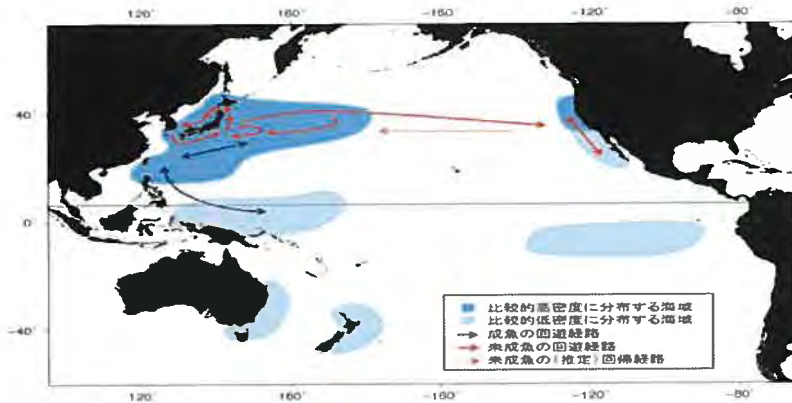 120° 160° -160° -120° -80°
40°
0°
-40°
比較的高密度に分布する海域
比較的低密度に分布する海域
成魚の回遊経路
未成魚の回遊経路
未成魚の(推定)回帰経路
120° 160° -160° -120° -80°